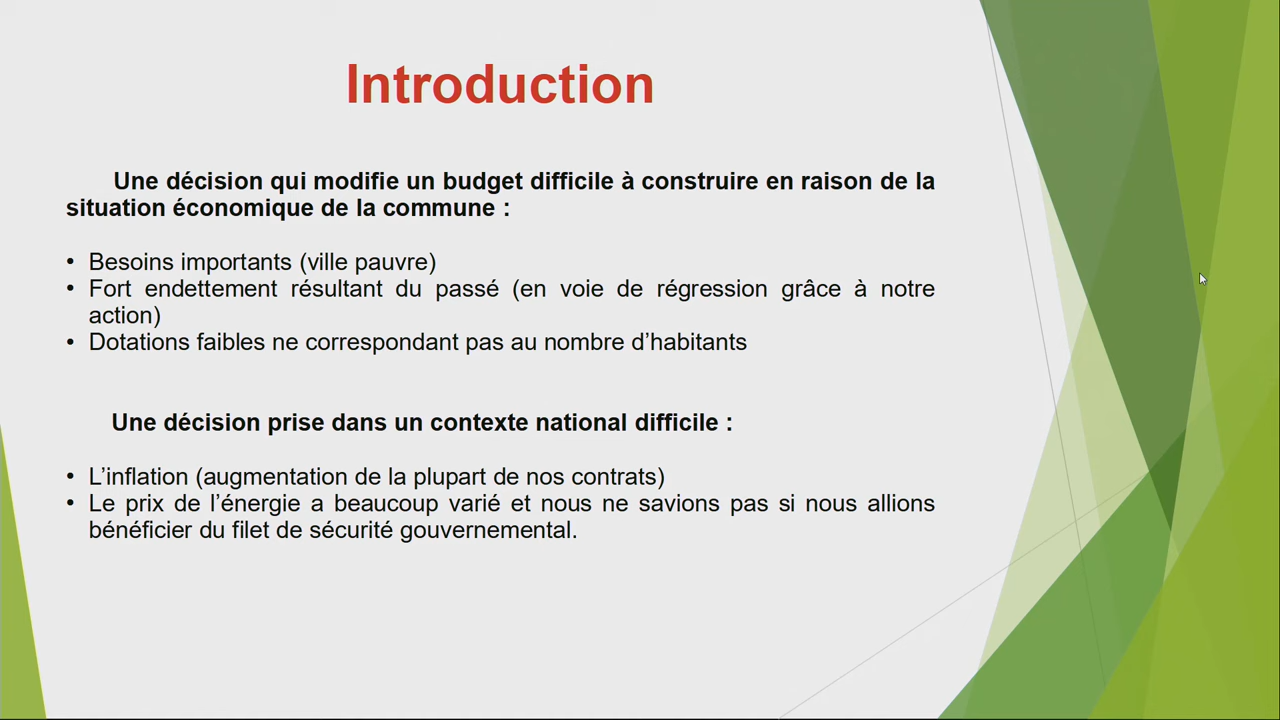 Introduction
Une décision qui modifie un budget difficile à construire en raison de la
situation économique de la commune :
• Besoins importants (ville pauvre)
• Fort endettement résultant du passé (en voie de régression grâce à notre
action)
• Dotations faibles ne correspondant pas au nombre d’habitants
Une décision prise dans un contexte national difficile :
• L’inflation (augmentation de la plupart de nos contrats)
• Le prix de l’énergie a beaucoup varié et nous ne savions pas si nous allions
bénéficier du filet de sécurité gouvernemental.